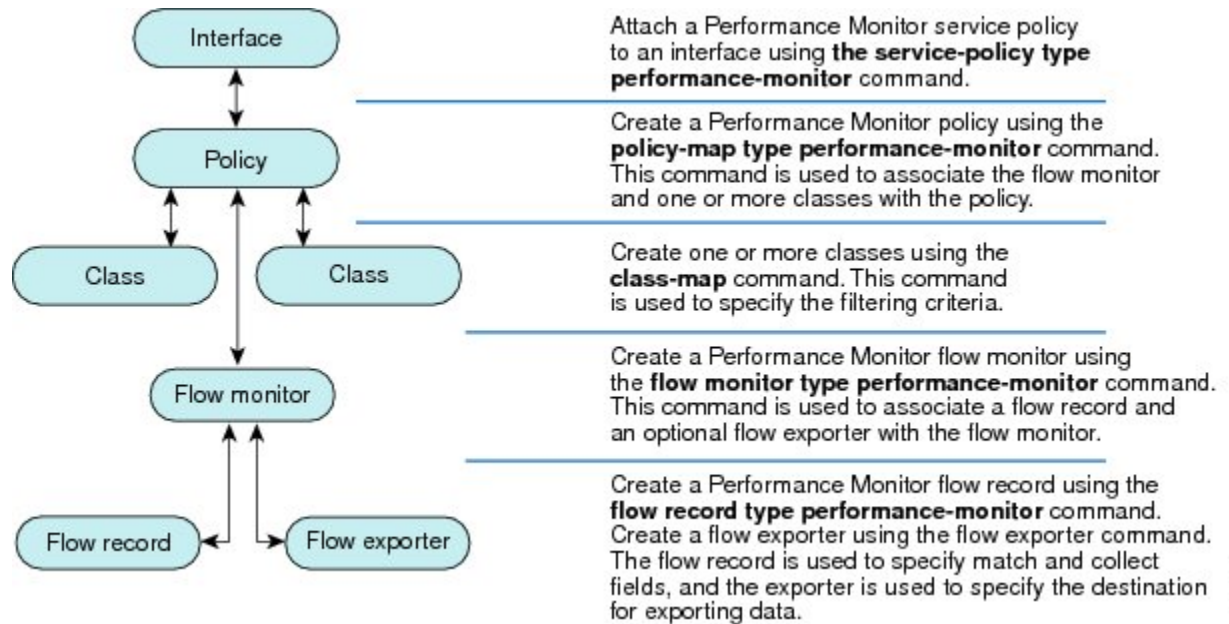 Interface
Attach a Performance Monitor service policy
to an interface using the service-policy type
performance-monitor command.
Policy
Create a Performance Monitor policy using the
policy-map type performance-monitor command.
This command is used to associate the flow monitor
and one or more classes with the policy.
Class
Class
Create one or more classes using the
class-map command. This command
is used to specify the filtering criteria.
Flow monitor
Create a Performance Monitor flow monitor using
the flow monitor type performance-monitor command.
This command is used to associate a flow record and
an optional flow exporter with the flow monitor.
Flow record
Flow exporter
Create a Performance Monitor flow record using the
flow record type performance-monitor command.
Create a flow exporter using the flow exporter command.
The flow record is used to specify match and collect
fields, and the exporter is used to specify the destination
for exporting data.